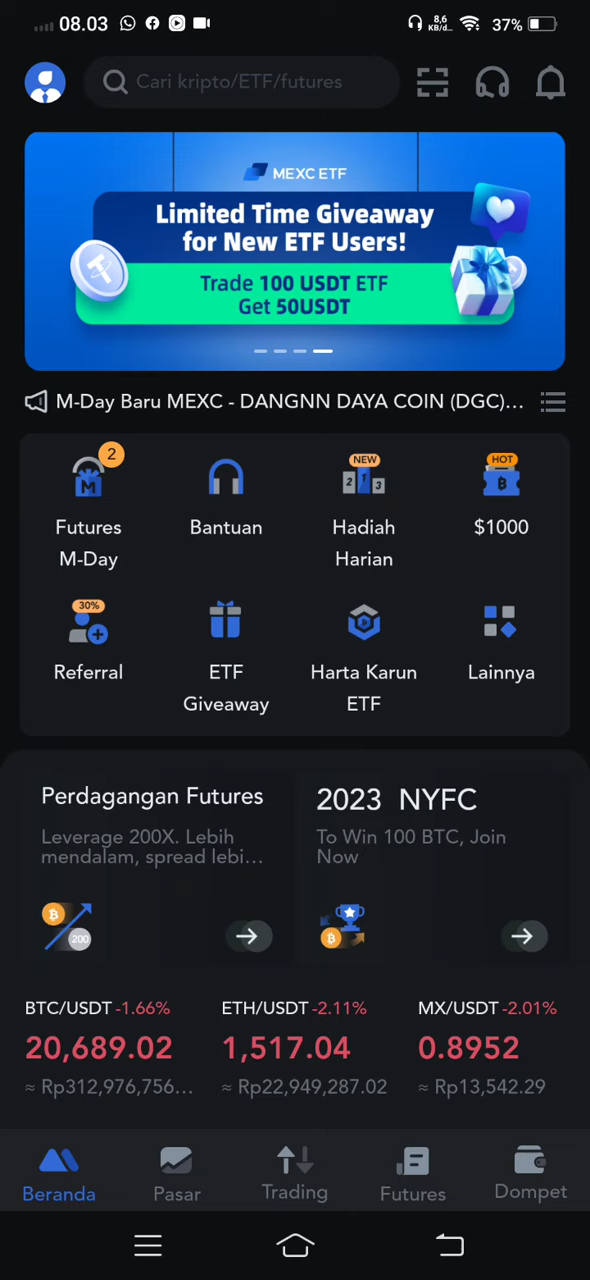 08.03
8,6
KB/d...
37%
Cari kripto/ETF/futures
MEXC ETF
Limited Time Giveaway
for New ETF Users!
Trade 100 USDT ETF
Get 50USDT
M-Day Baru MEXC - DANGNN DAYA COIN (DGC)...
2
NEW
HOT
M
2 1 3
Futures
M-Day
Bantuan
Hadiah
Harian
$1000
30%
Referral
ETF
Giveaway
Harta Karun
ETF
Lainnya
Perdagangan Futures
Leverage 200X. Lebih
mendalam, spread lebi...
200
2023 NYFC
To Win 100 BTC, Join
Now
BTC/USDT -1.66%
20,689.02
≈ Rp312,976,756...
ETH/USDT -2.11%
1,517.04
≈ Rp22,949,287.02
MX/USDT -2.01%
0.8952
≈ Rp13,542.29
Beranda
Pasar
Trading
Futures
Dompet